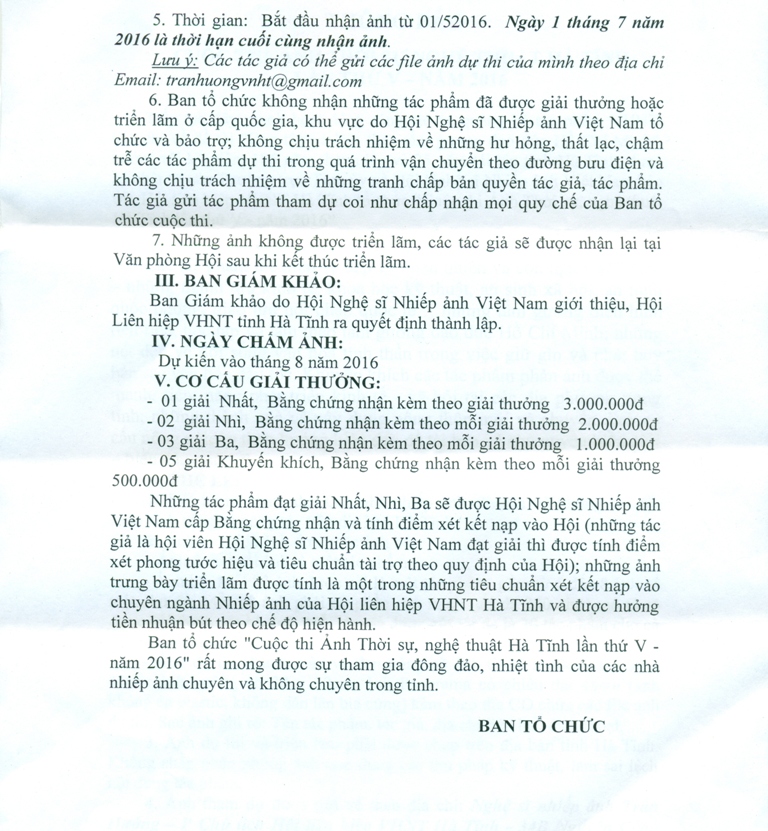 5. Thời gian: Bắt đầu nhận ảnh từ 01/52016. Ngày 1 tháng 7 năm
2016 là thời hạn cuối cùng nhận ảnh.
Lưu ý: Các tác giả có thể gửi các file ảnh dự thi của mình theo địa chỉ
Email: tranhuongvnht@gmail.com
6. Ban tổ chức không nhận những tác phẩm đã được giải thưởng hoặc
triển lãm ở cấp quốc gia, khu vực do Hội Nghệ sĩ Nhiếp ảnh Việt Nam tổ
chức và bảo trợ; không chịu trách nhiệm về những hư hỏng, thất lạc, chậm
trễ các tác phẩm dự thi trong quá trình vận chuyển theo đường bưu điện và
không chịu trách nhiệm về những tranh chấp bản quyền tác giả, tác phẩm.
Tác giả gửi tác phẩm tham dự coi như chấp nhận mọi quy chế của Ban tổ
chức cuộc thi.
7. Những ảnh không được triển lãm, các tác giả sẽ được nhận lại tại
Văn phòng Hội sau khi kết thúc triển lãm.
III. BAN GIÁM KHẢO:
Ban Giám khảo do Hội Nghệ sĩ Nhiếp ảnh Việt Nam giới thiệu, Hội
Liên hiệp VHNT tỉnh Hà Tĩnh ra quyết định thành lập.
IV. NGÀY CHẤM ẢNH:
Dự kiến vào tháng 8 năm 2016
V. CƠ CẤU GIẢI THƯỞNG:
- 01 giải Nhất, Bằng chứng nhận kèm theo giải thưởng 3.000.000đ
- 02 giải Nhì, Bằng chứng nhận kèm theo mỗi giải thưởng 2.000.000đ
- 03 giải Ba, Bằng chứng nhận kèm theo mỗi giải thưởng 1.000.000đ
- 05 giải Khuyến khích, Bằng chứng nhận kèm theo mỗi giải thưởng
500.000đ
Những tác phẩm đạt giải Nhất, Nhì, Ba sẽ được Hội Nghệ sĩ Nhiếp ảnh
Việt Nam cấp Bằng chứng nhận và tính điểm xét kết nạp vào Hội (những tác
giả là hội viên Hội Nghệ sĩ Nhiếp ảnh Việt Nam đạt giải thì được tính điểm
xét phong tước hiệu và tiêu chuẩn tài trợ theo quy định của Hội); những ảnh
trưng bày triển lãm được tính là một trong những tiêu chuẩn xét kết nạp vào
chuyên ngành Nhiếp ảnh của Hội liên hiệp VHNT Hà Tĩnh và được hưởng
tiền nhuận bút theo chế độ hiện hành.
Ban tổ chức "Cuộc thi Ảnh Thời sự, nghệ thuật Hà Tĩnh lần thứ V -
năm 2016" rất mong được sự tham gia đông đảo, nhiệt tình của các nhà
nhiếp ảnh chuyên và không chuyên trong tỉnh.
BAN TỔ CHỨC